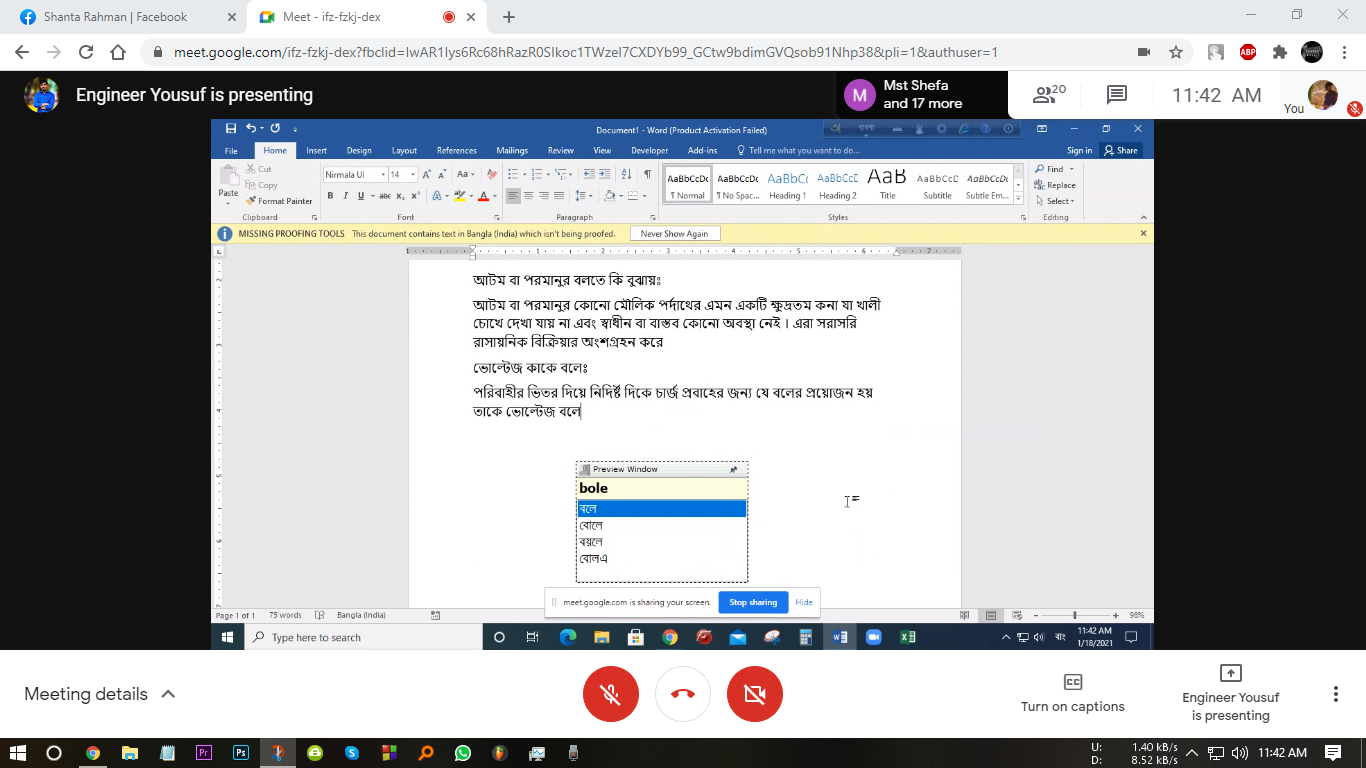 Shanta Rahman | Facebook
Meet - ifz-fzkj-dex
meet.google.com/ifz-fzkj-dex?fbclid=IwAR1lys6Rc68hRazR0SIkoc1TWzeI7CXDYb99_GCtw9bdimGVQsob91Nhp38&pli=1&authuser=1
ABP
Engineer Yousuf is presenting
M
Mst Shefa
and 17 more
20
11:42 AM
You
Document1 - Word (Product Activation Failed)
বাংলা
File Home Insert Design Layout References Mailings Review View Developer Add-ins Tell me what you want to do... Sign in Share
Paste
Cut
Copy
Format Painter
Clipboard
Nirmala UI 14
Font
Paragraph
AaBbCcDc AaBbCcDc AaBbCc AaBbCcE AaB AaBbCcD AaBbCcDc
¶ Normal ¶ No Spac... Heading 1 Heading 2 Title Subtitle Subtle Em...
Styles
Find
Replace
Select
Editing
MISSING PROOFING TOOLS This document contains text in Bangla (India) which isn't being proofed. Never Show Again
আটম বা পরমানুর বলতে কি বুঝায়ঃ
আটম বা পরমানুর কোনো মৌলিক পর্দাথের এমন একটি ক্ষুদ্রতম কনা যা খালী
চোখে দেখা যায় না এবং স্বাধীন বা বাস্তব কোনো অবস্থা নেই । এরা সরাসরি
রাসায়নিক বিক্রিয়ার অংশগ্রহন করে
ভোল্টেজ কাকে বলেঃ
পরিবাহীর ভিতর দিয়ে নিদির্ষ্ট দিকে চার্জ প্রবাহের জন্য যে বলের প্রয়োজন হয়
তাকে ভোল্টেজ বলে
Preview Window
bole
বলে
বোলে
বয়লে
বোলএ
meet.google.com is sharing your screen. Stop sharing Hide
Page 1 of 1 75 words Bangla (India) 98%
Type here to search
বাং
11:42 AM
1/18/2021
Meeting details
Turn on captions
Engineer Yousuf
is presenting
U: 1.40 kB/s
D: 8.52 kB/s
11:42 AM